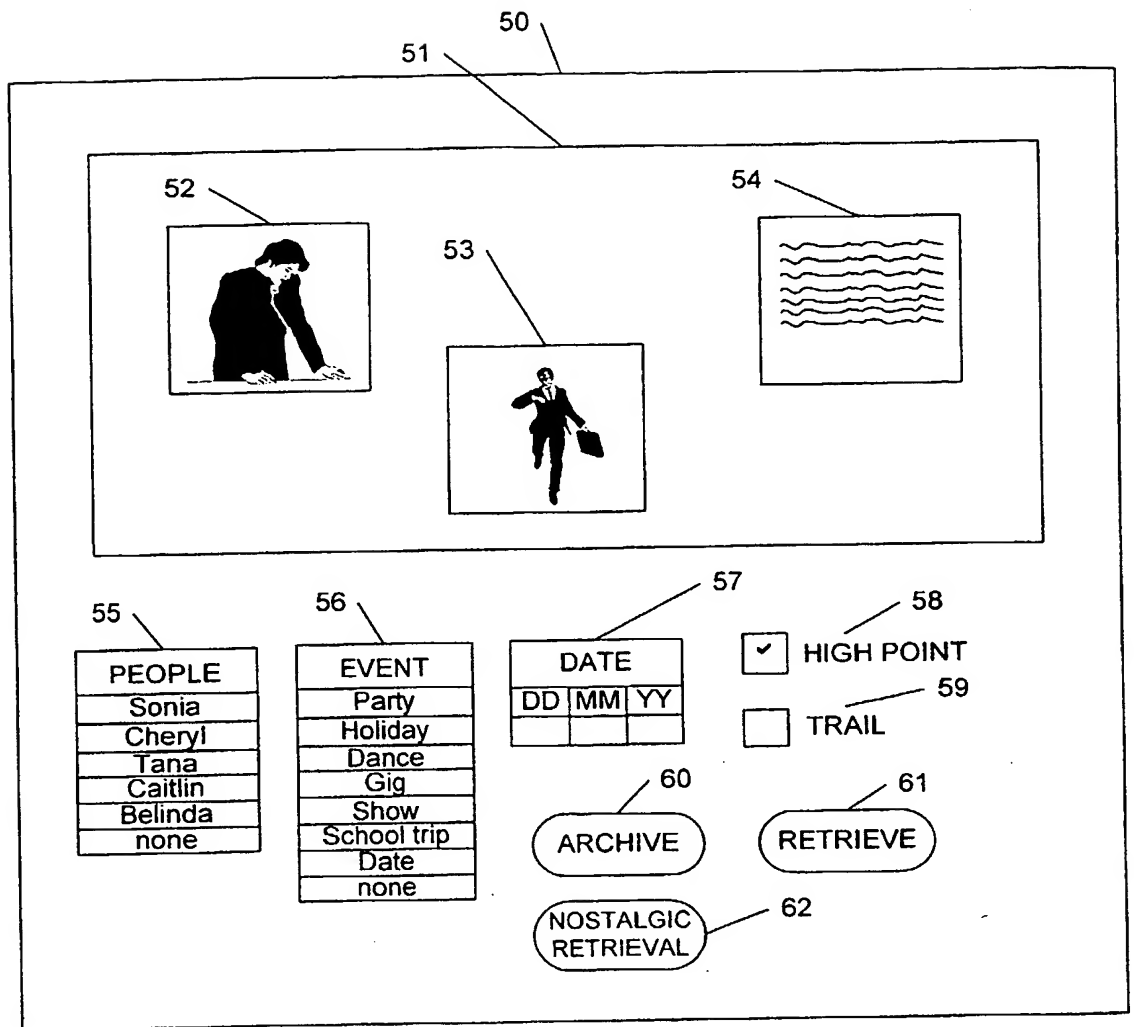 50
51
52
54
53
57
58
55
56
PEOPLE
Sonia
Cheryl
Tana
Caitlin
Belinda
none
EVENT
Party
Holiday
Dance
Gig
Show
School trip
Date
none
DATE
DD MM YY
HIGH POINT
59
TRAIL
60
61
ARCHIVE
RETRIEVE
62
NOSTALGIC
RETRIEVAL